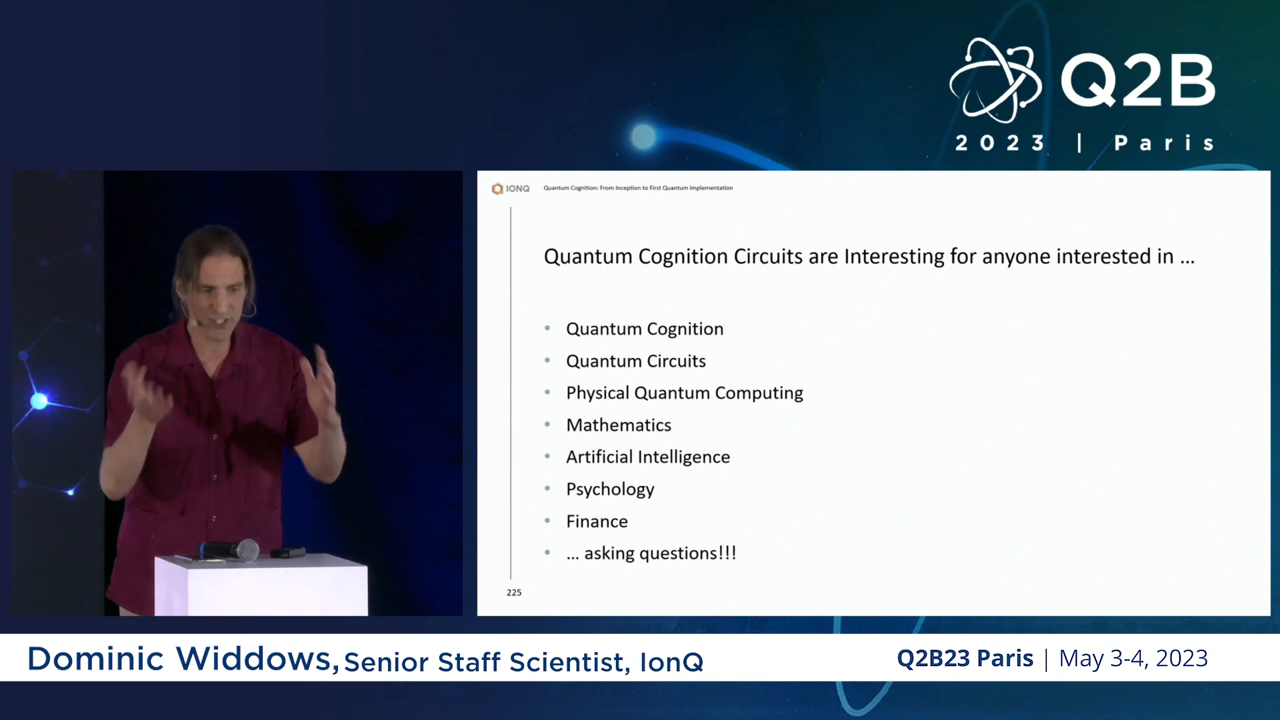 Q2B
2023 | Paris
IONQ
Quantum Cognition: From Inception to First Quantum Implementation
Quantum Cognition Circuits are Interesting for anyone interested in ...
• Quantum Cognition
• Quantum Circuits
• Physical Quantum Computing
• Mathematics
• Artificial Intelligence
• Psychology
• Finance
• ... asking questions!!!
225
Dominic Widdows, Senior Staff Scientist, IonQ
Q2B23 Paris | May 3-4, 2023